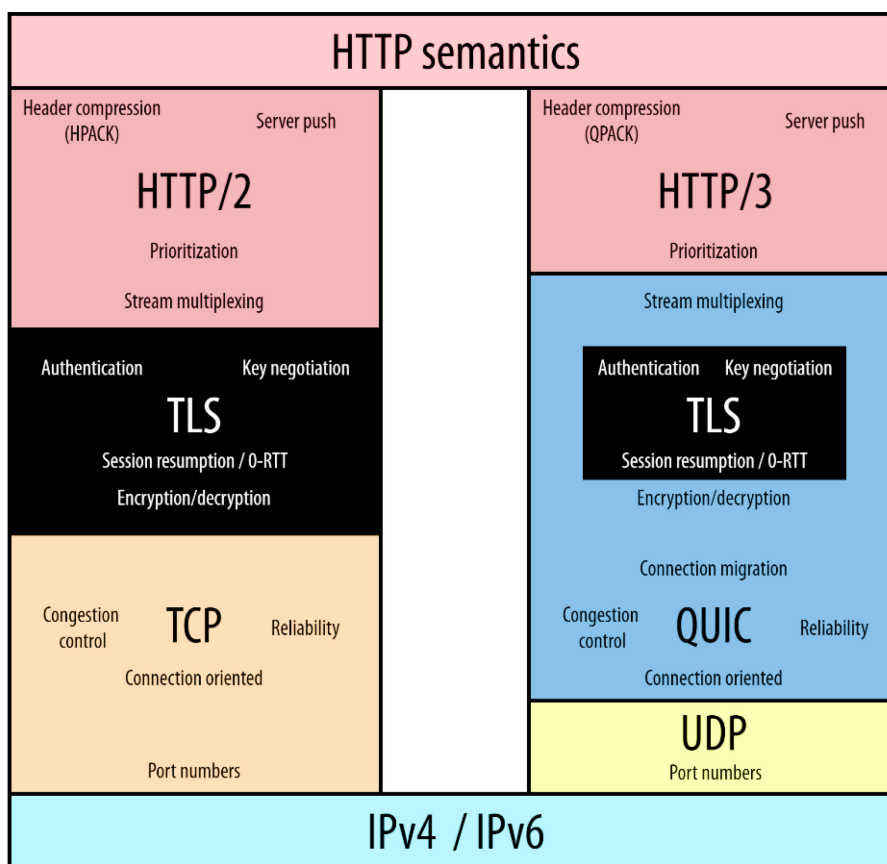 HTTP semantics
Header compression
(HPACK)
Server push
HTTP/2
Prioritization
Stream multiplexing
Authentication
Key negotiation
TLS
Session resumption / 0-RTT
Encryption/decryption
Congestion
control
TCP
Reliability
Connection oriented
Port numbers
Header compression
(QPACK)
Server push
HTTP/3
Prioritization
Stream multiplexing
Authentication
Key negotiation
TLS
Session resumption / 0-RTT
Encryption/decryption
Connection migration
Congestion
control
QUIC
Reliability
Connection oriented
UDP
Port numbers
IPv4 / IPv6